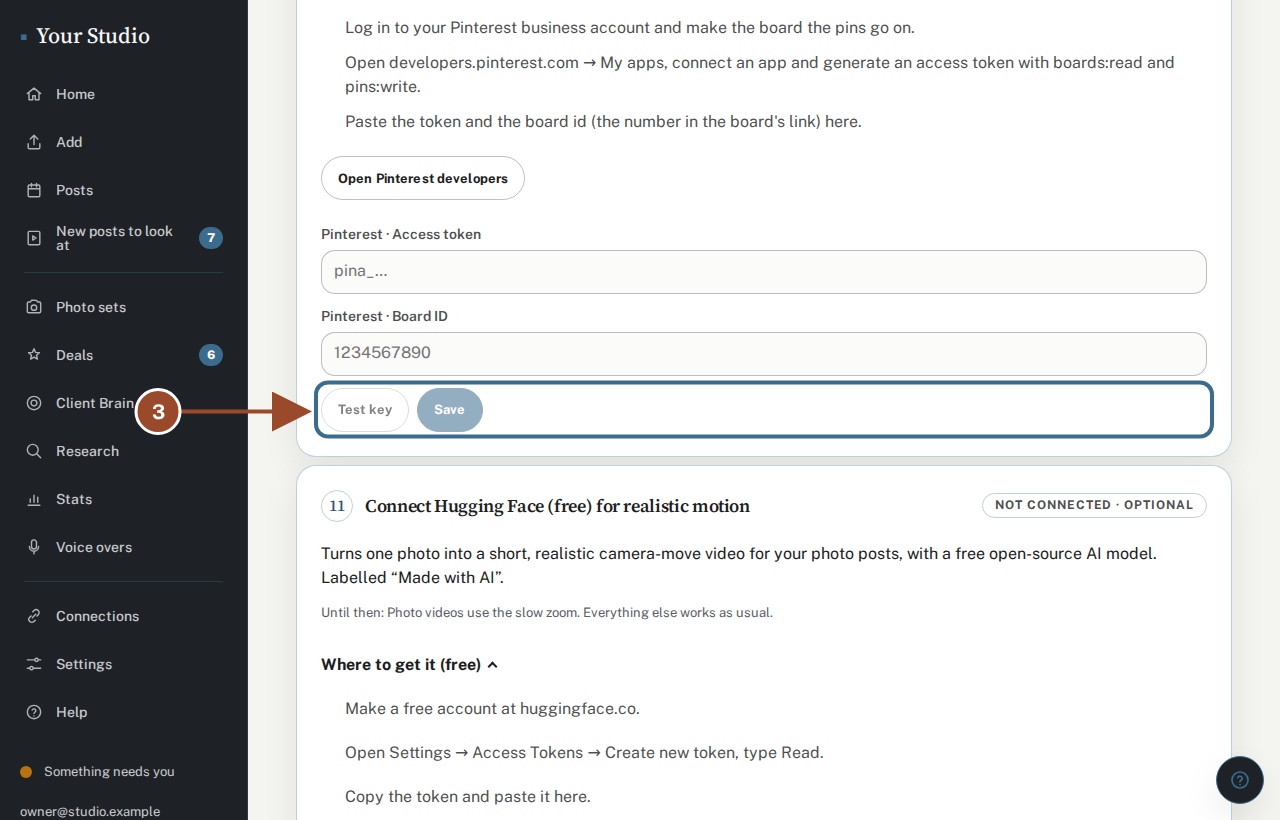 Your Studio
Home
Add
Posts
New posts to look
at
7
Photo sets
Deals
6
Client Brain
Research
Stats
Voice overs
Connections
Settings
Help
Something needs you
owner@studio.example
Log in to your Pinterest business account and make the board the pins go on.
Open developers.pinterest.com → My apps, connect an app and generate an access token with boards:read and
pins:write.
Paste the token and the board id (the number in the board's link) here.
Open Pinterest developers
Pinterest · Access token
pina_...
Pinterest · Board ID
1234567890
3
Test key
Save
11
Connect Hugging Face (free) for realistic motion
NOT CONNECTED · OPTIONAL
Turns one photo into a short, realistic camera-move video for your photo posts, with a free open-source AI model.
Labelled “Made with AI”.
Until then: Photo videos use the slow zoom. Everything else works as usual.
Where to get it (free)
Make a free account at huggingface.co.
Open Settings → Access Tokens → Create new token, type Read.
Copy the token and paste it here.